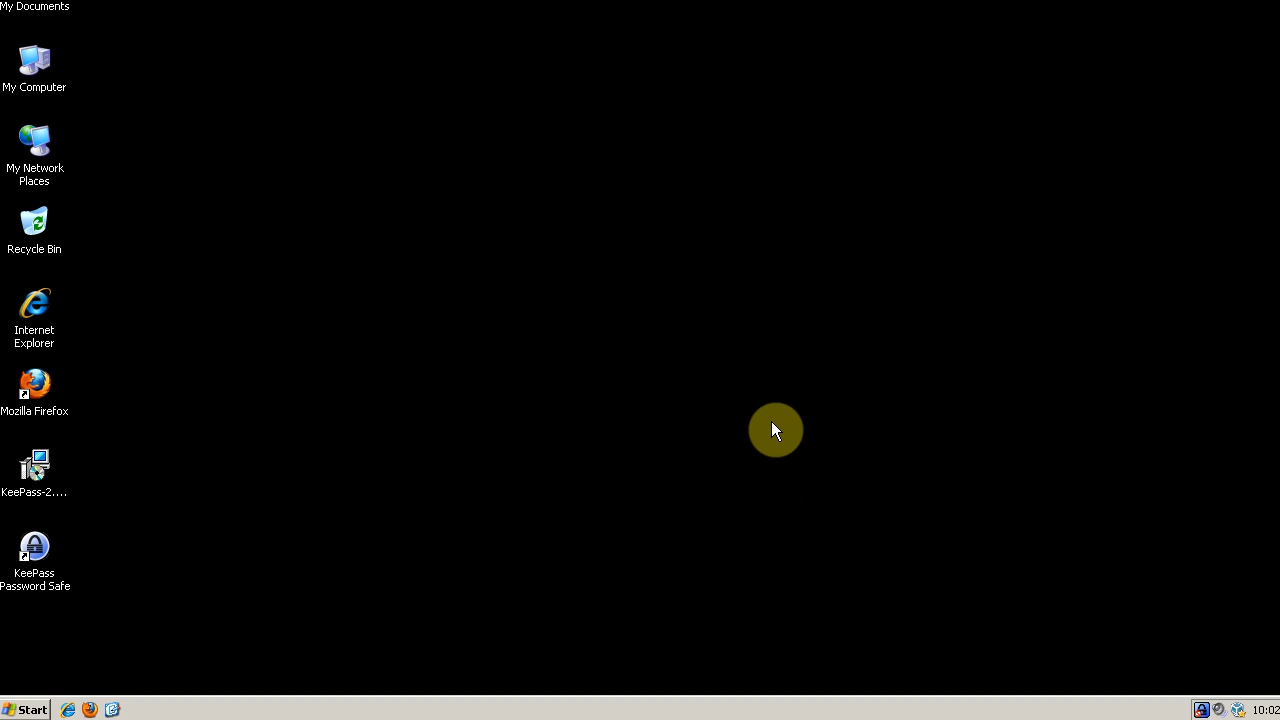 My Documents
My Computer
My Network
Places
Recycle Bin
Internet
Explorer
Mozilla Firefox
KeePass-2....
KeePass
Password Safe
Start
10:02